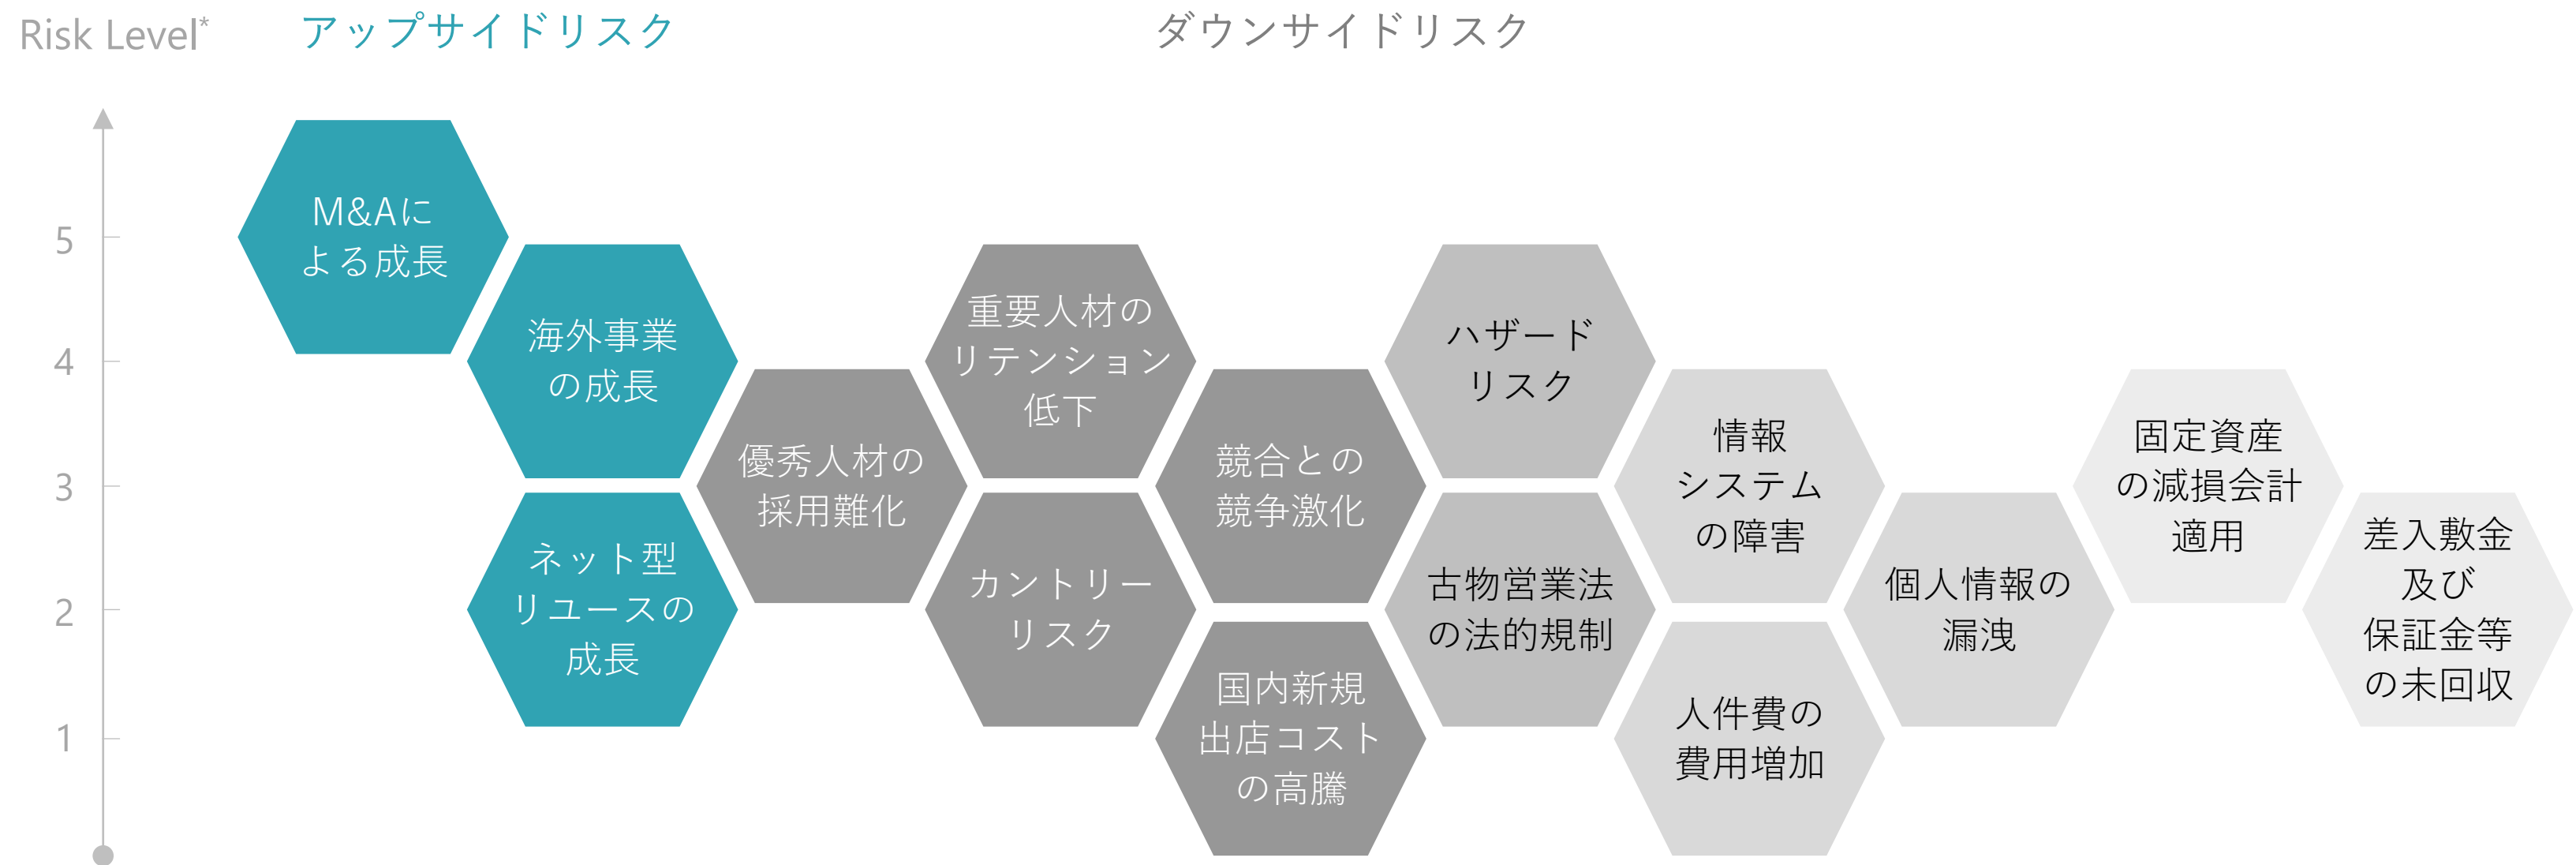 Risk Level*
アップサイドリスク
ダウンサイドリスク
5
4
3
2
1
M&Aに
よる成長
海外事業
の成長
ネット型
リユースの
成長
優秀人材の
採用難化
重要人材の
リテンション
低下
カントリー
リスク
競合との
競争激化
国内新規
出店コスト
の高騰
ハザード
リスク
古物営業法
の法的規制
情報
システム
の障害
人件費の
費用増加
個人情報の
漏洩
固定資産
の減損会計
適用
差入敷金
及び
保証金等
の未回収